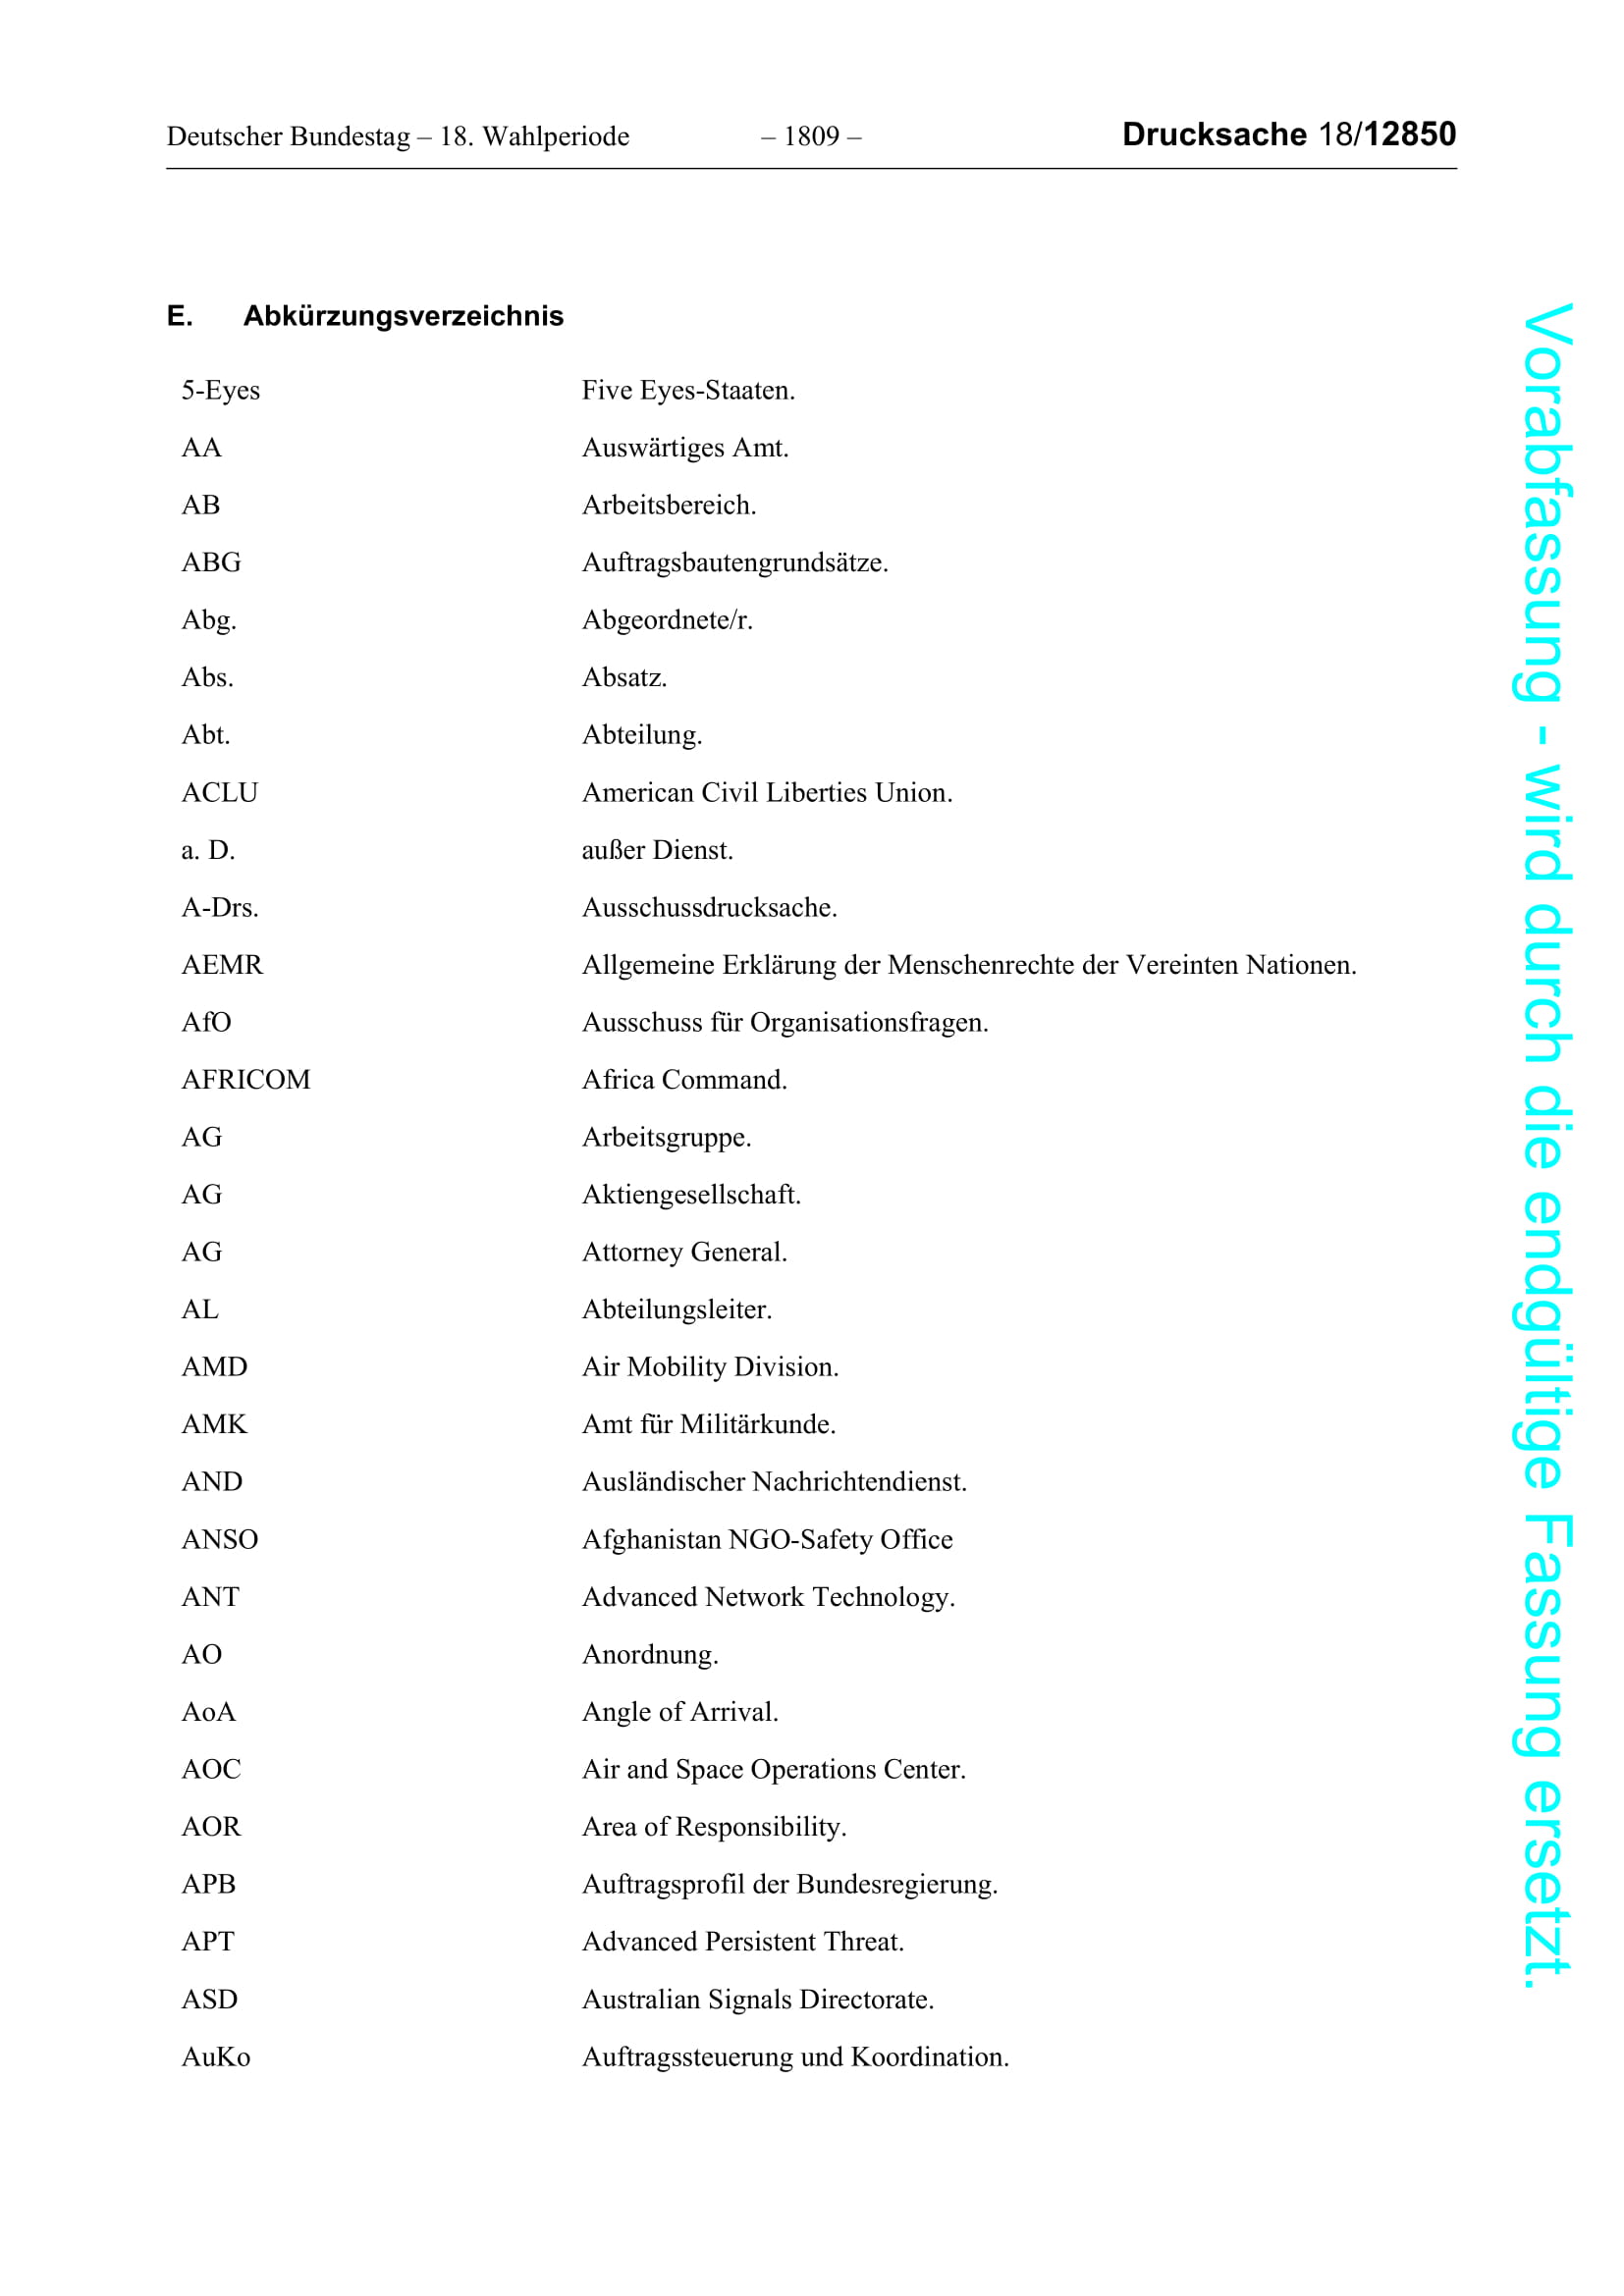 Deutscher Bundestag – 18. Wahlperiode – 1809 – Drucksache 18/12850
E. Abkürzungsverzeichnis
5-Eyes Five Eyes-Staaten.
AA Auswärtiges Amt.
AB Arbeitsbereich.
ABG Auftragsbautengrundsätze.
Abg. Abgeordnete/r.
Abs. Absatz.
Abt. Abteilung.
ACLU American Civil Liberties Union.
a. D. außer Dienst.
A-Drs. Ausschussdrucksache.
AEMR Allgemeine Erklärung der Menschenrechte der Vereinten Nationen.
AfO Ausschuss für Organisationsfragen.
AFRICOM Africa Command.
AG Arbeitsgruppe.
AG Aktiengesellschaft.
AG Attorney General.
AL Abteilungsleiter.
AMD Air Mobility Division.
AMK Amt für Militärkunde.
AND Ausländischer Nachrichtendienst.
ANSO Afghanistan NGO-Safety Office
ANT Advanced Network Technology.
AO Anordnung.
AoA Angle of Arrival.
AOC Air and Space Operations Center.
AOR Area of Responsibility.
APB Auftragsprofil der Bundesregierung.
APT Advanced Persistent Threat.
ASD Australian Signals Directorate.
AuKo Auftragssteuerung und Koordination.
Vorabfassung - wird durch die endgültige Fassung ersetzt.